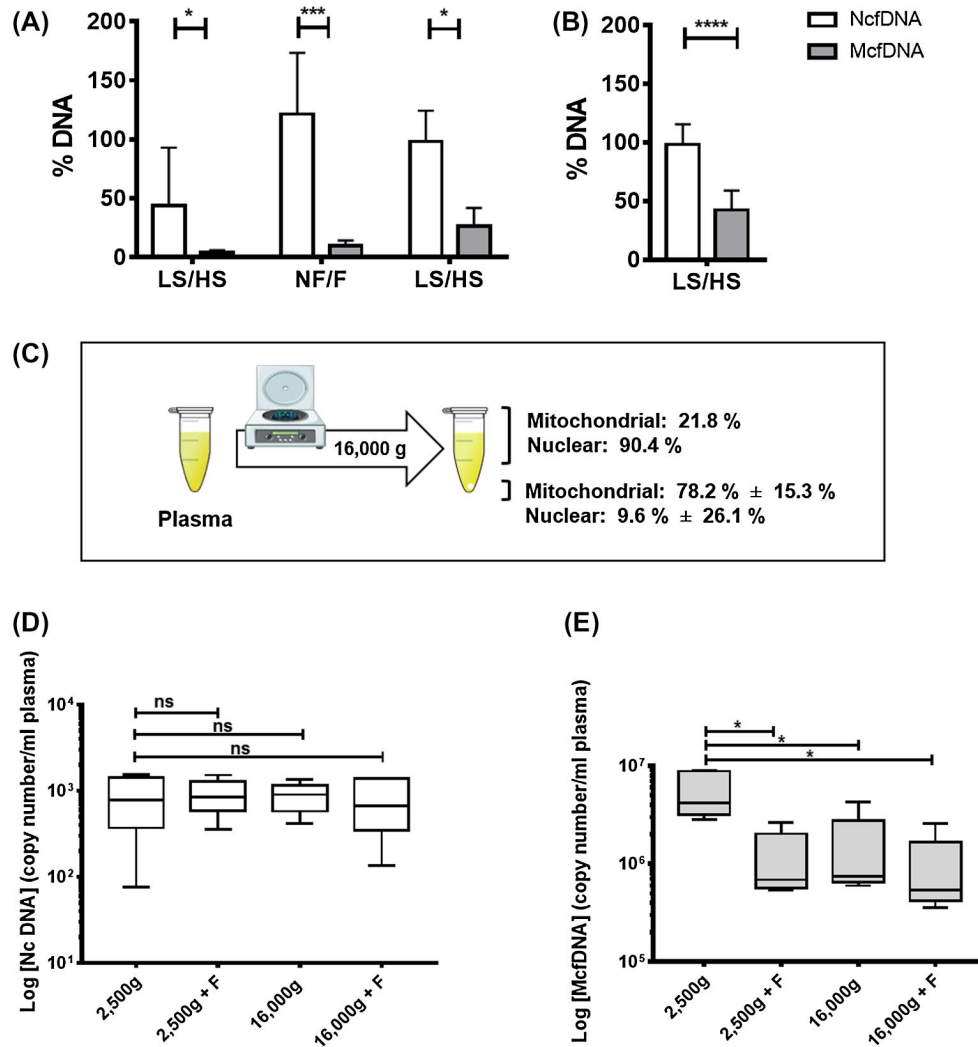 (A)
% DNA
200
150
100
50
0
*
***
*
LS/HS
NF/F
LS/HS
(B)
% DNA
200
150
100
50
0
****
LS/HS
NcfDNA
McfDNA
(C)
Plasma
16,000 g
Mitochondrial: 21.8 %
Nuclear: 90.4 %
Mitochondrial: 78.2 % ± 15.3 %
Nuclear: 9.6 % ± 26.1 %
(D)
Log [Nc DNA] (copy number/ml plasma)
10⁴
10³
10²
10¹
ns
ns
ns
2,500g
2,500g + F
16,000g
16,000g + F
(E)
Log [McfDNA] (copy number/ml plasma)
10⁷
10⁶
10⁵
*
*
*
2,500g
2,500g + F
16,000g
16,000g + F